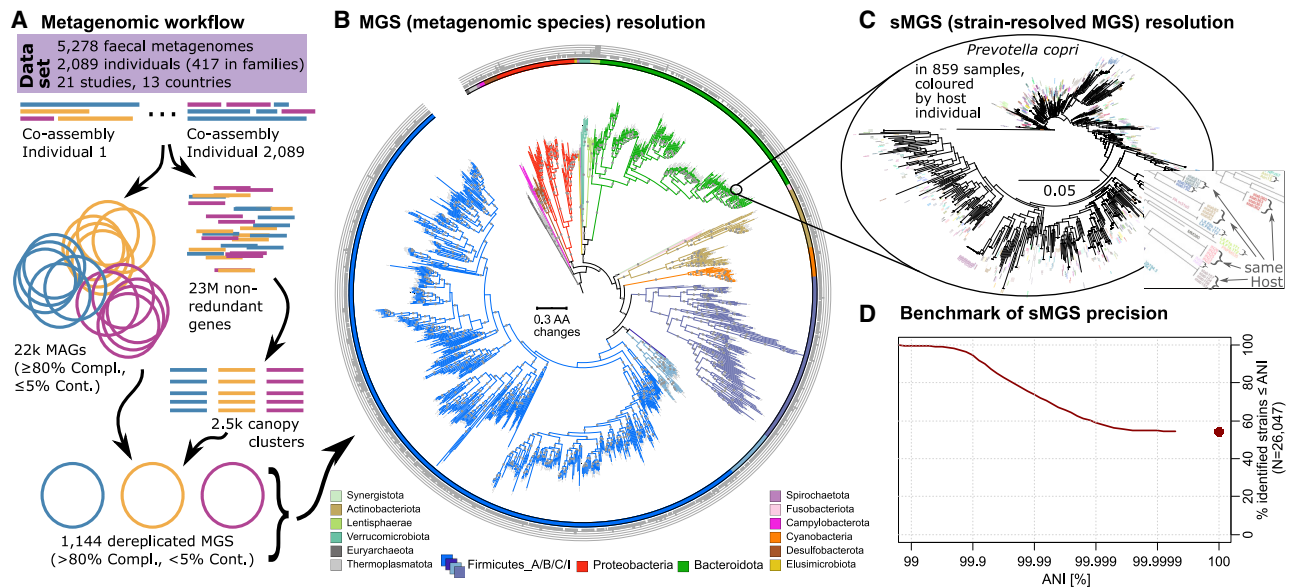 A Metagenomic workflow
Data set
5,278 faecal metagenomes
2,089 individuals (417 in families)
21 studies, 13 countries
...
Co-assembly
Individual 1
Co-assembly
Individual 2,089
23M non-
redundant
genes
22k MAGs
(≥80% Compl.,
≤5% Cont.)
2.5k canopy
clusters
1,144 dereplicated MGS
(>80% Compl., <5% Cont.)
B MGS (metagenomic species) resolution
0.3 AA
changes
Synergistota
Actinobacteriota
Lentisphaerae
Verrucomicrobiota
Euryarchaeota
Thermoplasmatota
Firmicutes_A/B/C/I
Proteobacteria
Bacteroidota
Spirochaetota
Fusobacteriota
Campylobacterota
Cyanobacteria
Desulfobacterota
Elusimicrobiota
C sMGS (strain-resolved MGS) resolution
Prevotella copri
in 859 samples,
coloured
by host
individual
0.05
same
Host
D Benchmark of sMGS precision
100
80
60
40
20
0
% identified strains ≤ ANI
(N=26,047)
99
99.9
99.99
99.999
99.9999
100
ANI [%]